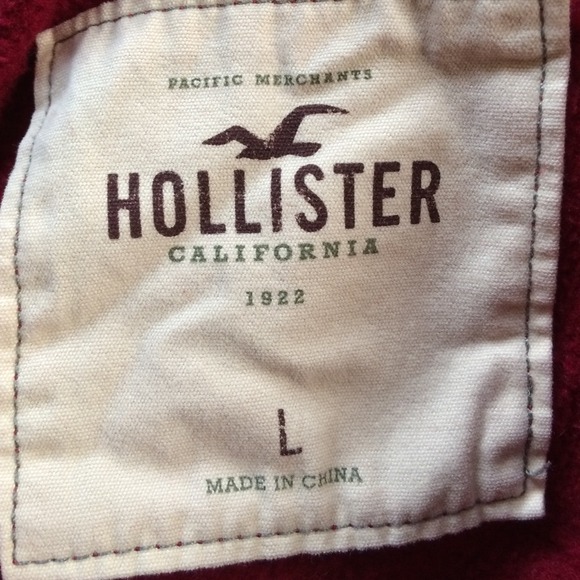 PACIFIC MERCHANTS
HOLLISTER
CALIFORNIA
1922
L
MADE IN CHINA